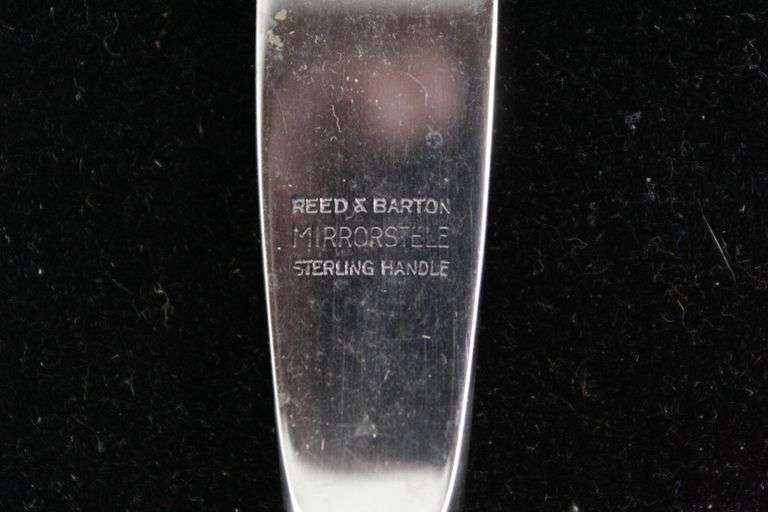 REED & BARTON
MIRRORSTELE
STERLING HANDLE